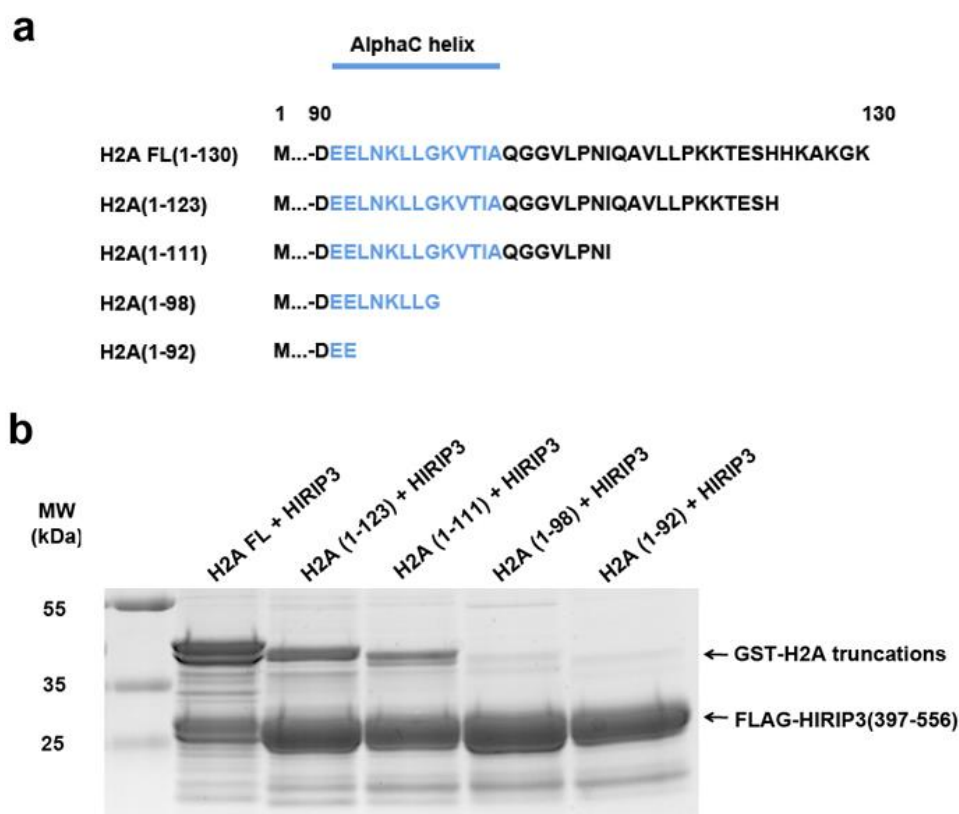 a
AlphaC helix
1 90 130
H2A FL(1-130) M...-DEELNKLLGKVTIAQGGVLPNIQAVLLPKKTESHHKAKGK
H2A(1-123) M...-DEELNKLLGKVTIAQGGVLPNIQAVLLPKKTESH
H2A(1-111) M...-DEELNKLLGKVTIAQGGVLPNI
H2A(1-98) M...-DEELNKLLG
H2A(1-92) M...-DEE
b
MW
(kDa)
H2A FL + HIRIP3
H2A (1-123) + HIRIP3
H2A (1-111) + HIRIP3
H2A (1-98) + HIRIP3
H2A (1-92) + HIRIP3
55
35
25
← GST-H2A truncations
← FLAG-HIRIP3(397-556)